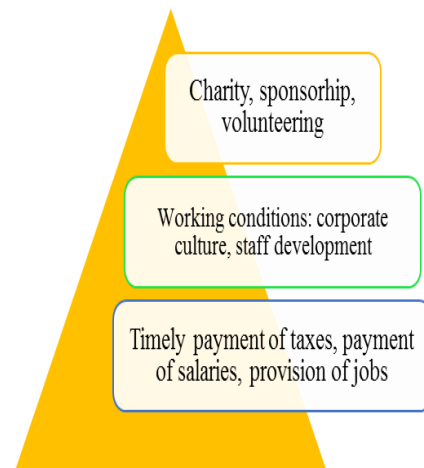 Charity, sponsorhip,
volunteering
Working conditions: corporate
culture, staff development
Timely payment of taxes, payment
of salaries, provision of jobs